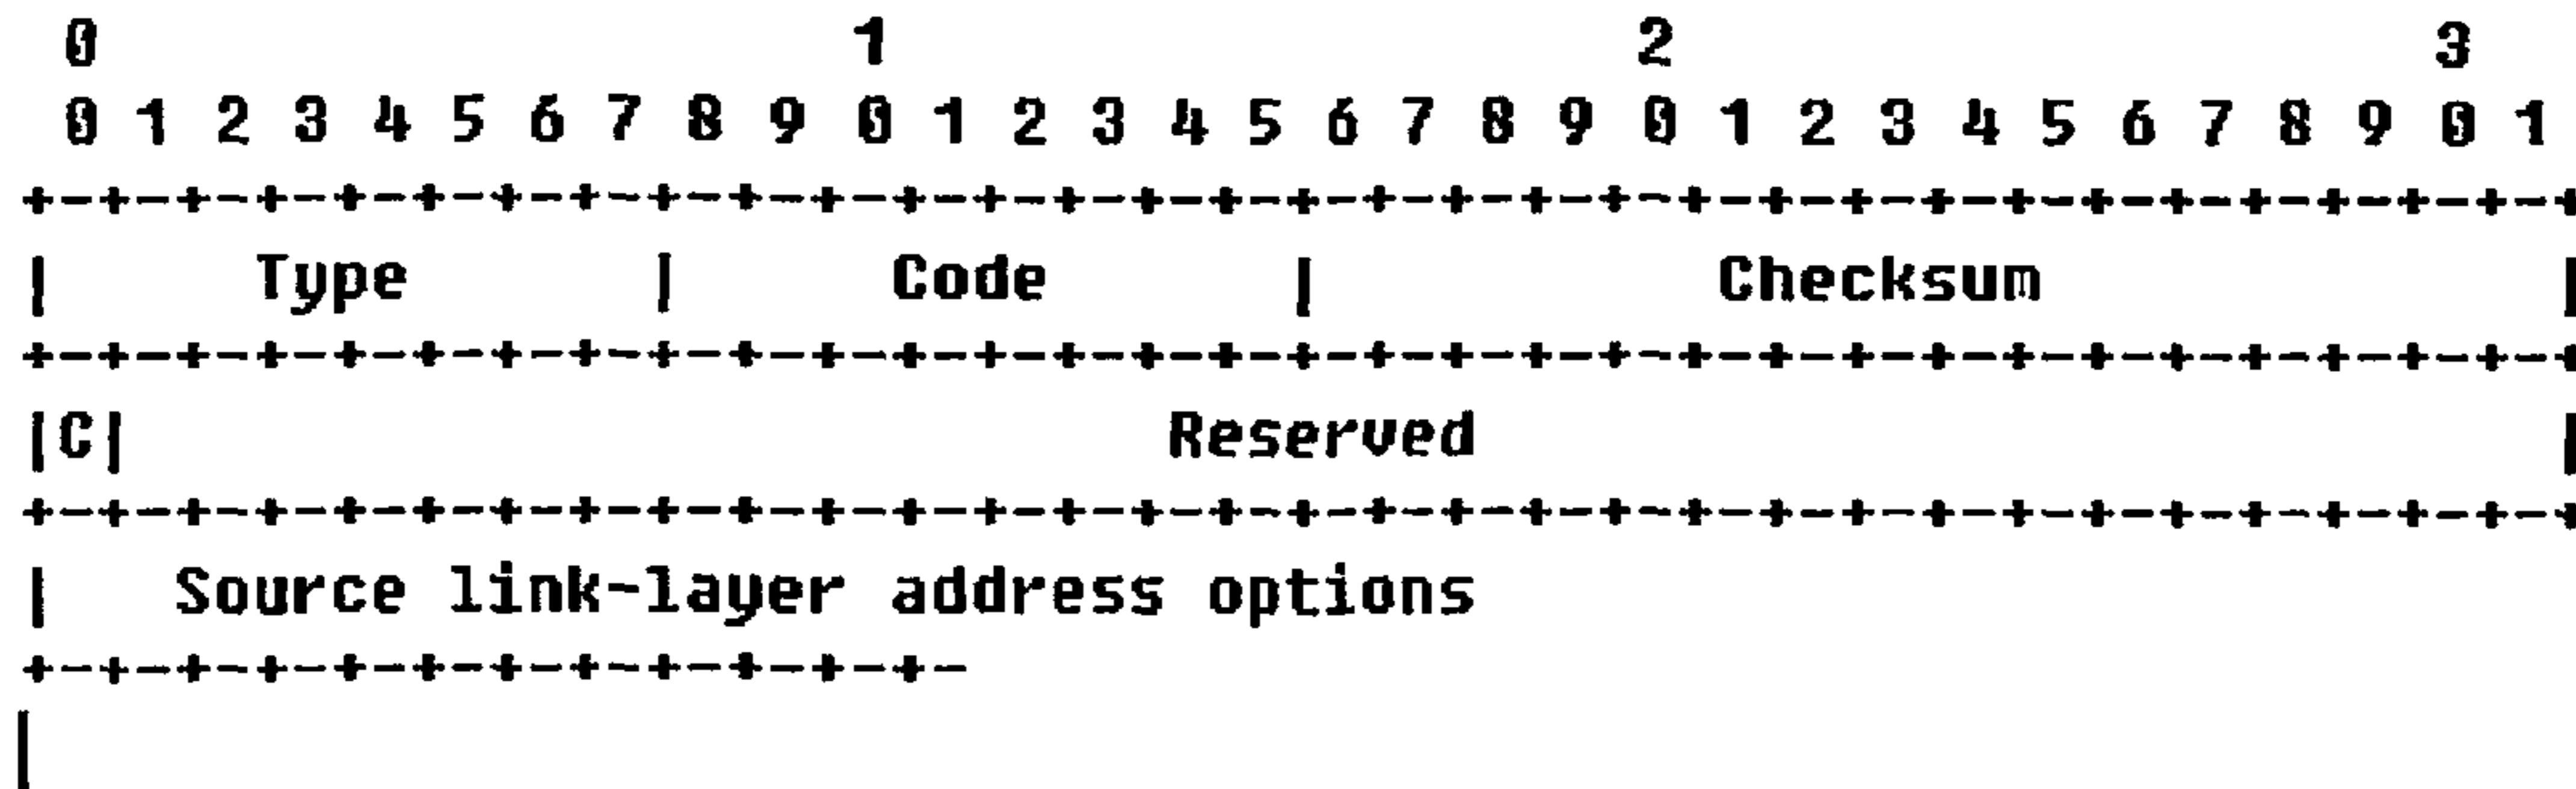 0                   1                   2                   3
0 1 2 3 4 5 6 7 8 9 0 1 2 3 4 5 6 7 8 9 0 1 2 3 4 5 6 7 8 9 0 1
+-+-+-+-+-+-+-+-+-+-+-+-+-+-+-+-+-+-+-+-+-+-+-+-+-+-+-+-+-+-+-+-+
|     Type      |     Code      |          Checksum             |
+-+-+-+-+-+-+-+-+-+-+-+-+-+-+-+-+-+-+-+-+-+-+-+-+-+-+-+-+-+-+-+-+
|C|                          Reserved                           |
+-+-+-+-+-+-+-+-+-+-+-+-+-+-+-+-+-+-+-+-+-+-+-+-+-+-+-+-+-+-+-+-+
|   Source link-layer address options
+-+-+-+-+-+-+-+-+-+-+-+-
|